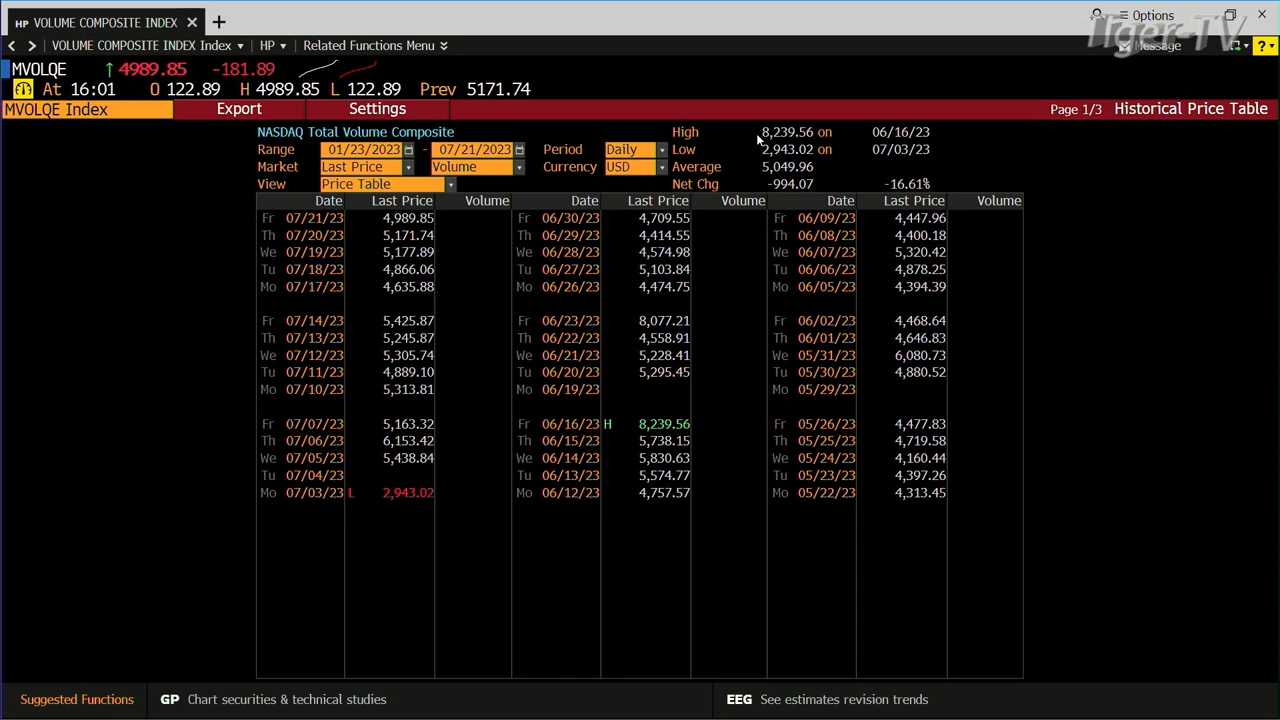 HP VOLUME COMPOSITE INDEX × +
Options
Tiger-TV
< > VOLUME COMPOSITE INDEX Index HP Related Functions Menu Message ?
MVOLQE ↑ 4989.85 -181.89
At 16:01 O 122.89 H 4989.85 L 122.89 Prev 5171.74
MVOLQE Index Export Settings Page 1/3 Historical Price Table
NASDAQ Total Volume Composite High 8,239.56 on 06/16/23
Range 01/23/2023 - 07/21/2023 Period Daily Low 2,943.02 on 07/03/23
Market Last Price Volume Currency USD Average 5,049.96
View Price Table Net Chg -994.07 -16.61%
Date Last Price Volume Date Last Price Volume Date Last Price Volume
Fr 07/21/23 4,989.85 Fr 06/30/23 4,709.55 Fr 06/09/23 4,447.96
Th 07/20/23 5,171.74 Th 06/29/23 4,414.55 Th 06/08/23 4,400.18
We 07/19/23 5,177.89 We 06/28/23 4,574.98 We 06/07/23 5,320.42
Tu 07/18/23 4,866.06 Tu 06/27/23 5,103.84 Tu 06/06/23 4,878.25
Mo 07/17/23 4,635.88 Mo 06/26/23 4,474.75 Mo 06/05/23 4,394.39
Fr 07/14/23 5,425.87 Fr 06/23/23 8,077.21 Fr 06/02/23 4,468.64
Th 07/13/23 5,245.87 Th 06/22/23 4,558.91 Th 06/01/23 4,646.83
We 07/12/23 5,305.74 We 06/21/23 5,228.41 We 05/31/23 6,080.73
Tu 07/11/23 4,889.10 Tu 06/20/23 5,295.45 Tu 05/30/23 4,880.52
Mo 07/10/23 5,313.81 Mo 06/19/23 Mo 05/29/23
Fr 07/07/23 5,163.32 Fr 06/16/23 H 8,239.56 Fr 05/26/23 4,477.83
Th 07/06/23 6,153.42 Th 06/15/23 5,738.15 Th 05/25/23 4,719.58
We 07/05/23 5,438.84 We 06/14/23 5,830.63 We 05/24/23 4,160.44
Tu 07/04/23 Tu 06/13/23 5,574.77 Tu 05/23/23 4,397.26
Mo 07/03/23 L 2,943.02 Mo 06/12/23 4,757.57 Mo 05/22/23 4,313.45
Suggested Functions GP Chart securities & technical studies EEG See estimates revision trends